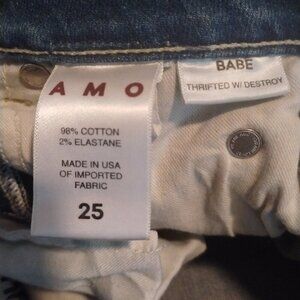 AMO
98% COTTON
2% ELASTANE
MADE IN USA
OF IMPORTED
FABRIC
25
BABE
THRIFTED W/ DESTROY